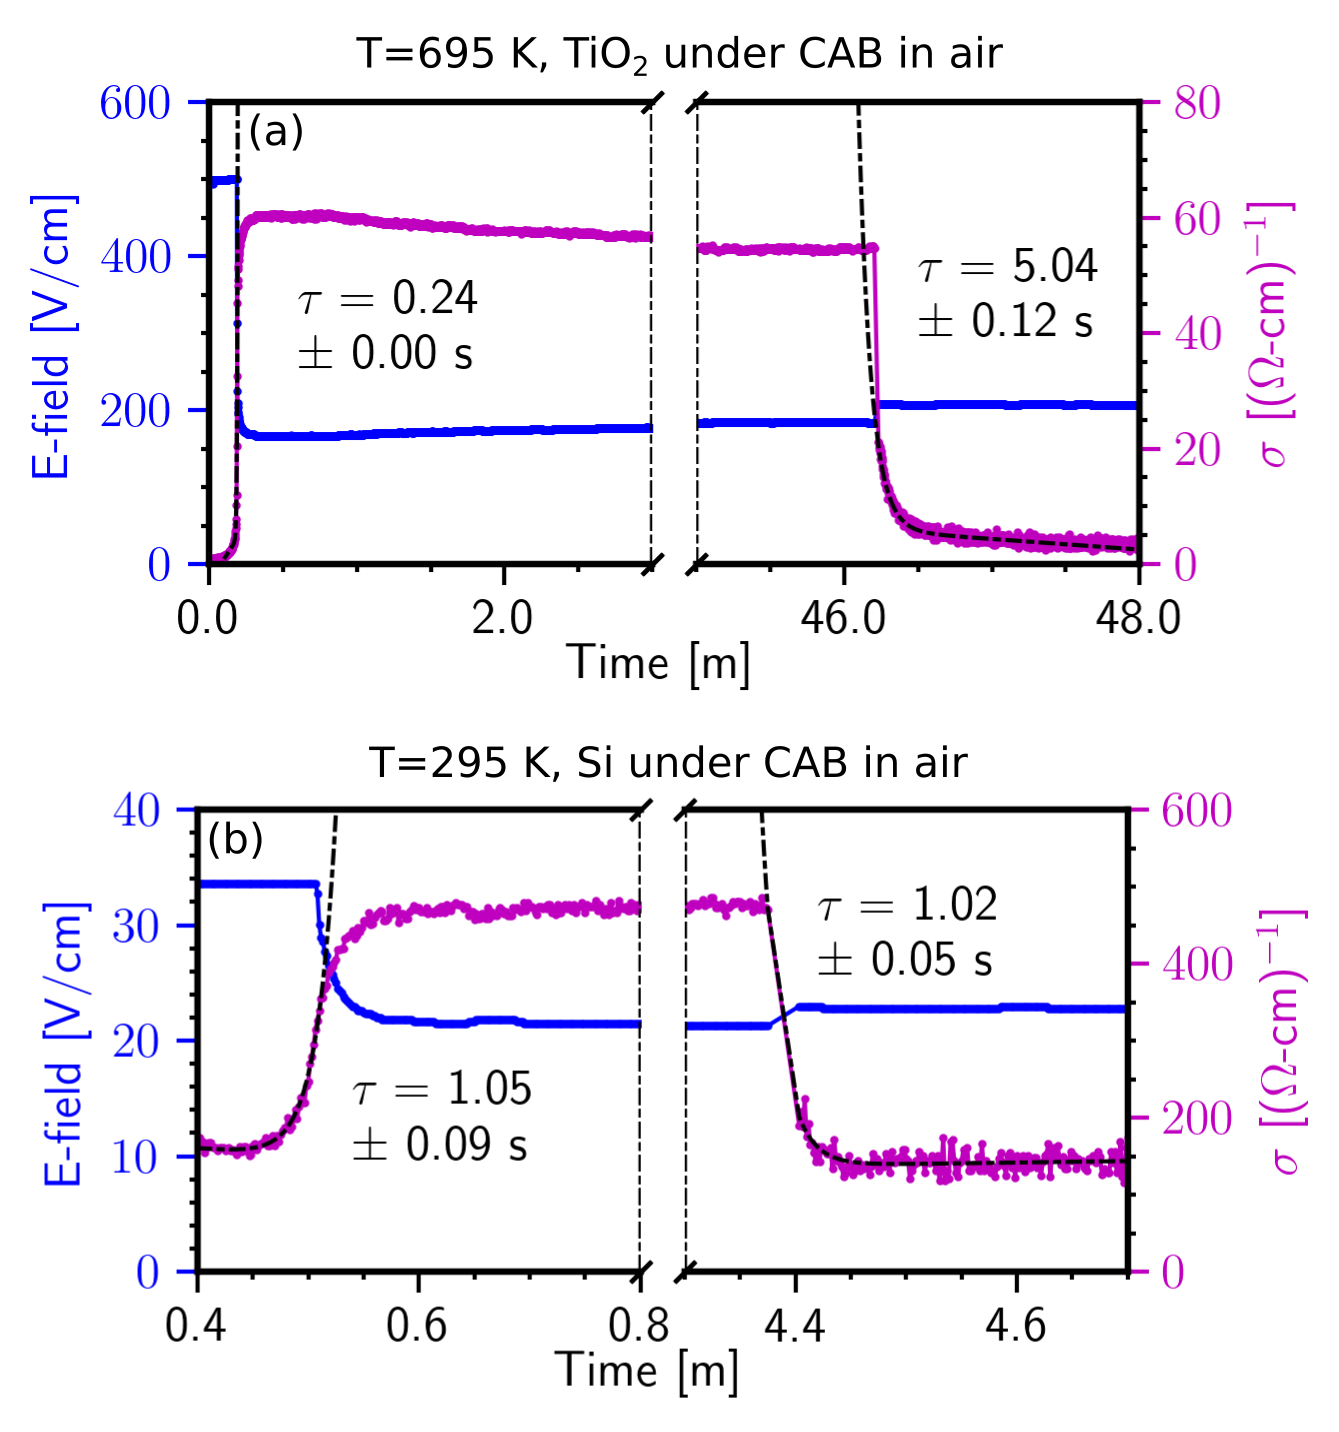 T=695 K, TiO₂ under CAB in air
(a)
600
400
200
0
E-field [V/cm]
τ = 0.24
± 0.00 s
τ = 5.04
± 0.12 s
80
60
40
20
0
σ [(Ω-cm)⁻¹]
0.0 2.0 46.0 48.0
Time [m]
T=295 K, Si under CAB in air
(b)
40
30
20
10
0
E-field [V/cm]
τ = 1.05
± 0.09 s
τ = 1.02
± 0.05 s
600
400
200
0
σ [(Ω-cm)⁻¹]
0.4 0.6 0.8 4.4 4.6
Time [m]